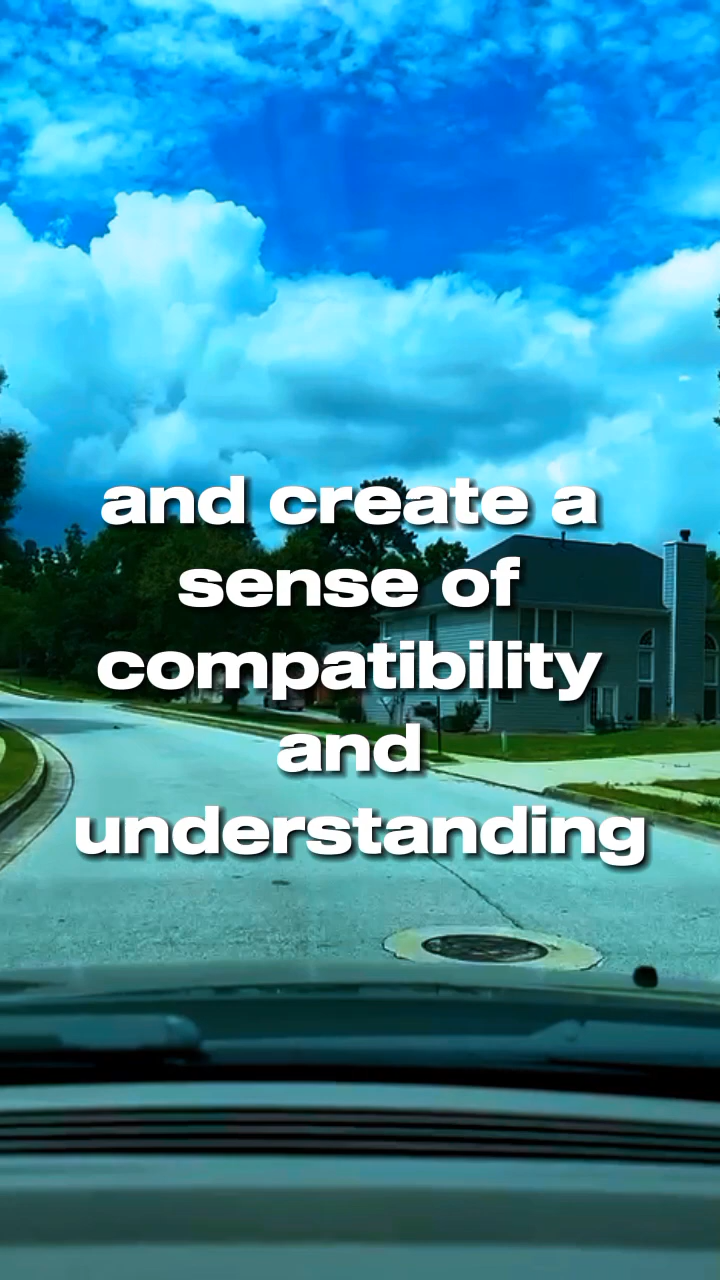 and create a
sense of
compatibility
and
understanding